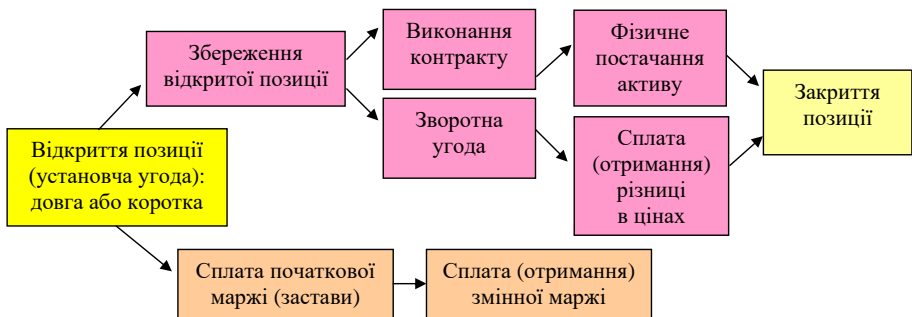 Збереження
відкритої позиції
Виконання
контракту
Фізичне
постачання
активу
Закриття
позиції
Зворотна
угода
Сплата
(отримання)
різниці
в цінах
Відкриття позиції
(установча угода):
довга або коротка
Сплата початкової
маржі (застави)
Сплата (отримання)
змінної маржі